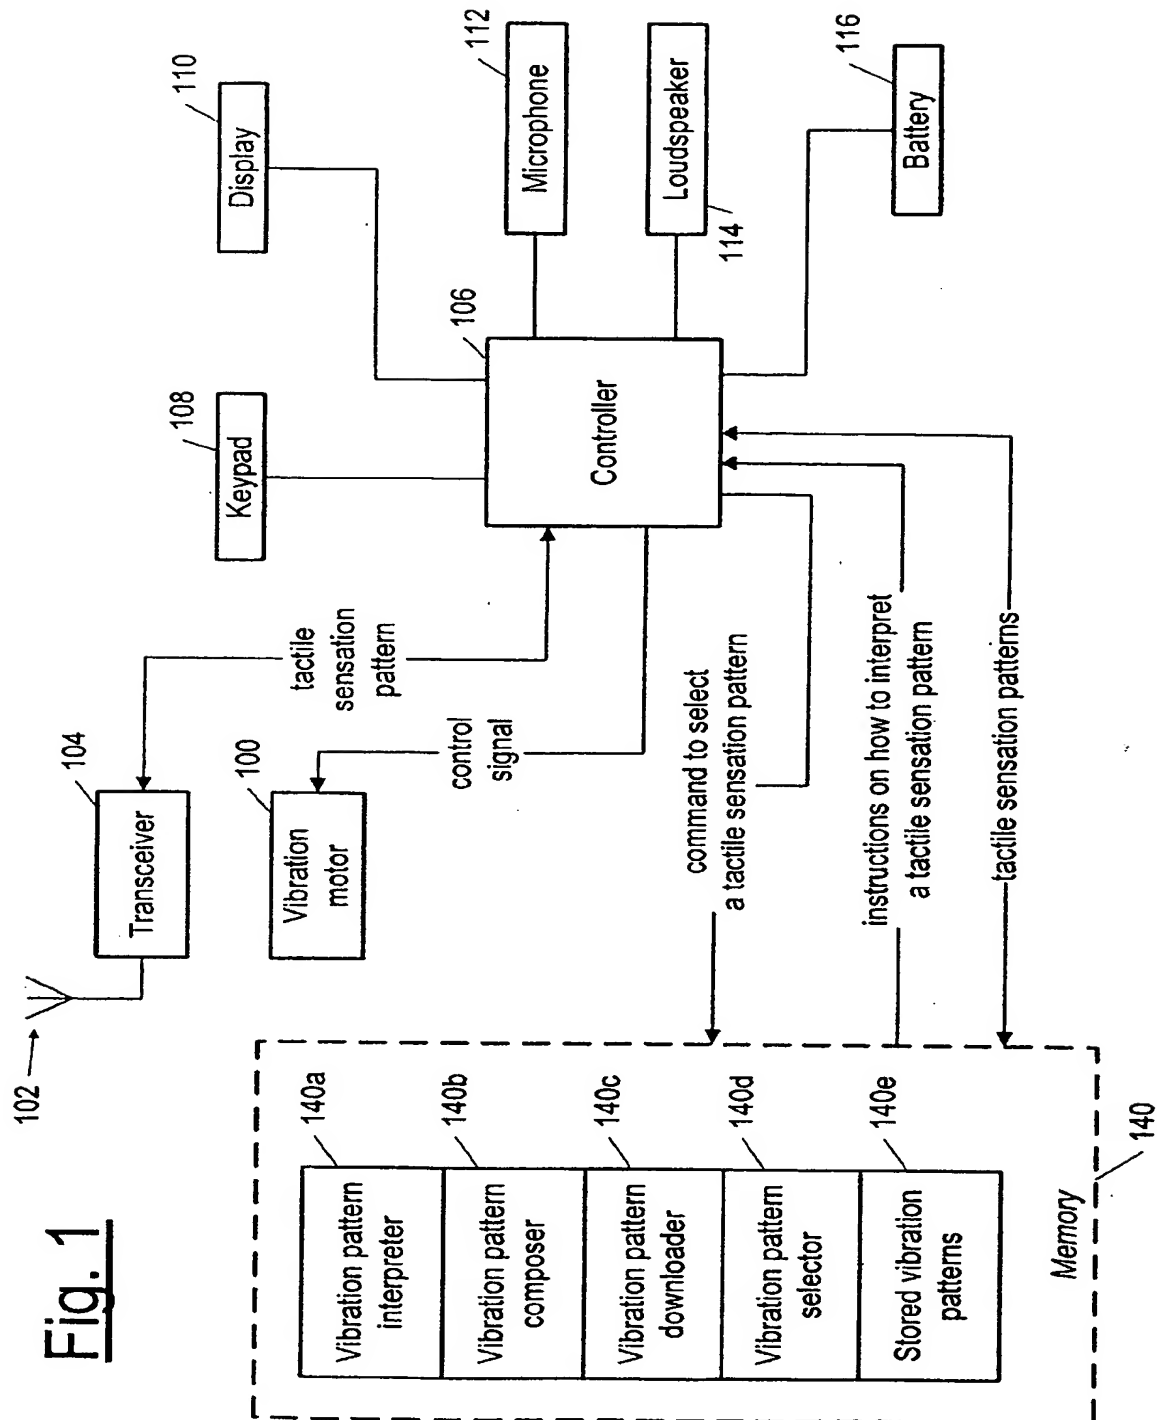 Fig. 1
102
104
Transceiver
100
Vibration
motor
tactile
sensation
pattern
control
signal
108
Keypad
110
Display
106
Controller
112
Microphone
Loudspeaker
114
116
Battery
command to select
a tactile sensation pattern
instructions on how to interpret
a tactile sensation pattern
tactile sensation patterns
140a
Vibration pattern
interpreter
140b
Vibration pattern
composer
140c
Vibration pattern
downloader
140d
Vibration pattern
selector
140e
Stored vibration
patterns
Memory
140